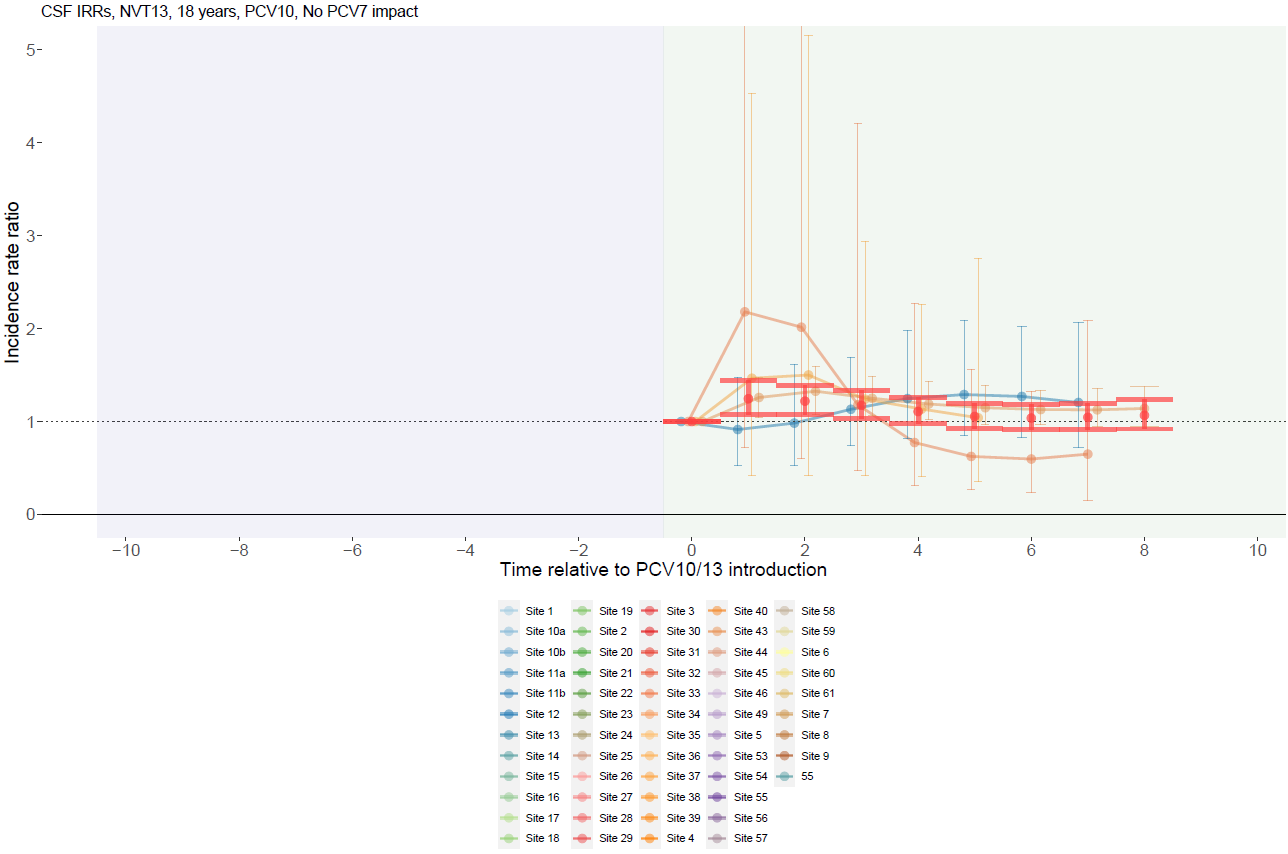 CSF IRRs, NVT13, 18 years, PCV10, No PCV7 impact
5
4
3
2
1
0
Incidence rate ratio
−10 −8 −6 −4 −2 0 2 4 6 8 10
Time relative to PCV10/13 introduction
Site 1 Site 19 Site 3 Site 40 Site 58
Site 10a Site 2 Site 30 Site 43 Site 59
Site 10b Site 20 Site 31 Site 44 Site 6
Site 11a Site 21 Site 32 Site 45 Site 60
Site 11b Site 22 Site 33 Site 46 Site 61
Site 12 Site 23 Site 34 Site 49 Site 7
Site 13 Site 24 Site 35 Site 5 Site 8
Site 14 Site 25 Site 36 Site 53 Site 9
Site 15 Site 26 Site 37 Site 54 55
Site 16 Site 27 Site 38 Site 55
Site 17 Site 28 Site 39 Site 56
Site 18 Site 29 Site 4 Site 57